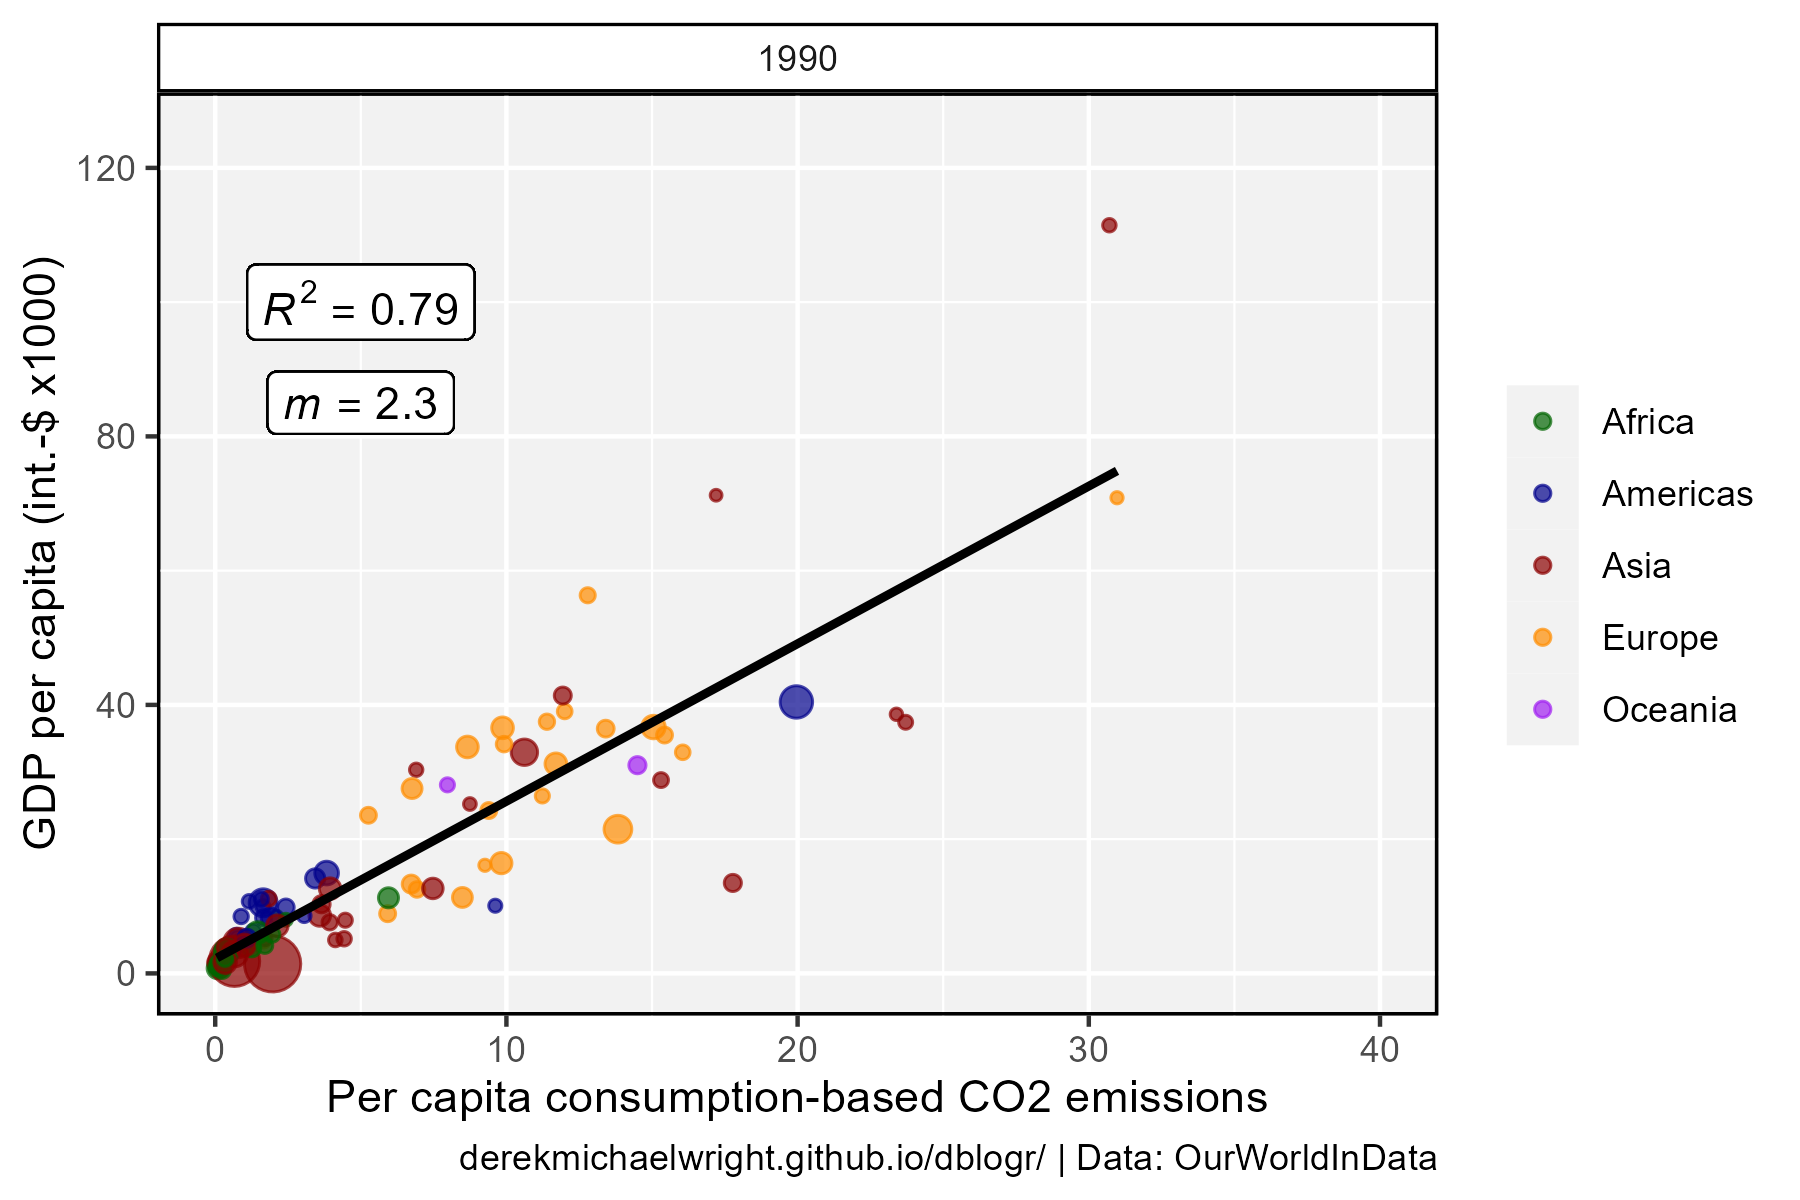 1990
GDP per capita (int.-$ x1000)
120
80
40
0
R² = 0.79
m = 2.3
0 10 20 30 40
Per capita consumption-based CO2 emissions
Africa
Americas
Asia
Europe
Oceania
derekmichaelwright.github.io/dblogr/ | Data: OurWorldInData